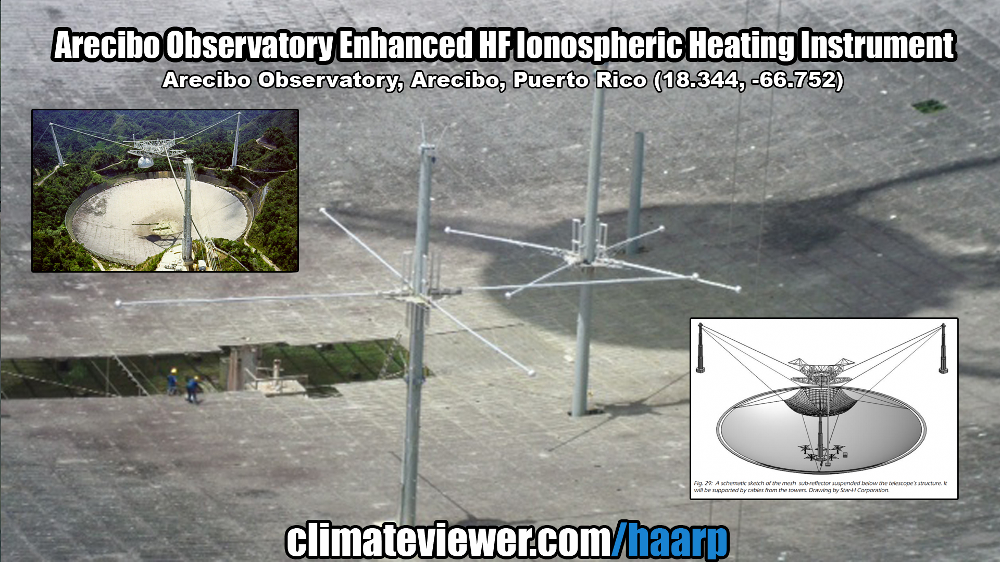 Arecibo Observatory Enhanced HF Ionospheric Heating Instrument
Arecibo Observatory, Arecibo, Puerto Rico (18.344, -66.752)
Fig. 29: A schematic sketch of the mesh sub-reflector suspended below the telescope's structure. It
will be supported by cables from the towers. Drawing by Star-H Corporation.
climateviewer.com/haarp